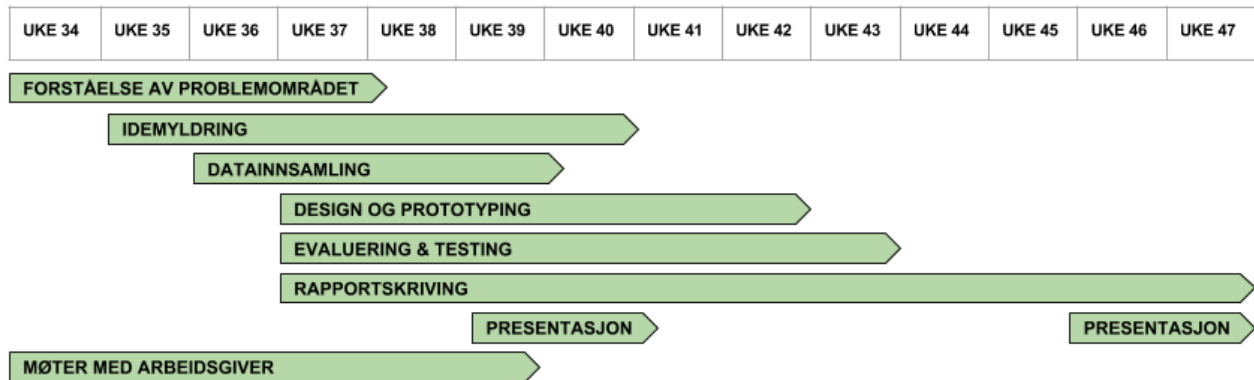 UKE 34 UKE 35 UKE 36 UKE 37 UKE 38 UKE 39 UKE 40 UKE 41 UKE 42 UKE 43 UKE 44 UKE 45 UKE 46 UKE 47
FORSTÅELSE AV PROBLEMOMRÅDET
IDEMYLDRING
DATAINNSAMLING
DESIGN OG PROTOTYPING
EVALUERING & TESTING
RAPPORTSKRIVING
PRESENTASJON PRESENTASJON
MØTER MED ARBEIDSGIVER